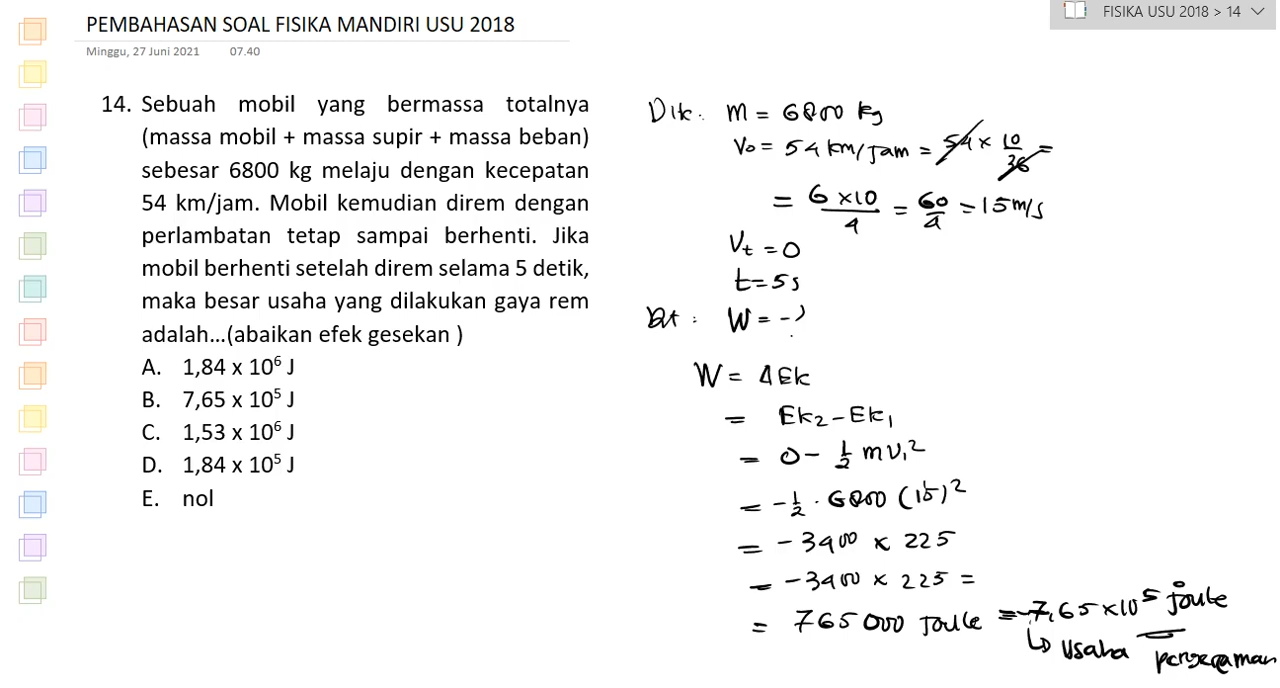 FISIKA USU 2018 > 14
PEMBAHASAN SOAL FISIKA MANDIRI USU 2018
Minggu, 27 Juni 2021 07.40
14. Sebuah mobil yang bermassa totalnya
(massa mobil + massa supir + massa beban)
sebesar 6800 kg melaju dengan kecepatan
54 km/jam. Mobil kemudian direm dengan
perlambatan tetap sampai berhenti. Jika
mobil berhenti setelah direm selama 5 detik,
maka besar usaha yang dilakukan gaya rem
adalah...(abaikan efek gesekan )
A. 1,84 x 10⁶ J
B. 7,65 x 10⁵ J
C. 1,53 x 10⁶ J
D. 1,84 x 10⁵ J
E. nol
Dik: m = 6800 kg
Vo = 54 km/jam = 54 x 10/36 =
= 6 x10/4 = 60/4 = 15 m/s
Vt = 0
t = 5 s
Dit : W = - ?
W = ΔEk
= Ek2 - Ek1
= 0 - 1/2 mv1²
= - 1/2 . 6800 (15)²
= - 3400 x 225
= - 3400 x 225 =
= 765 000 Joule = -7,65 x 10⁵ joule
↳ usaha pengereman